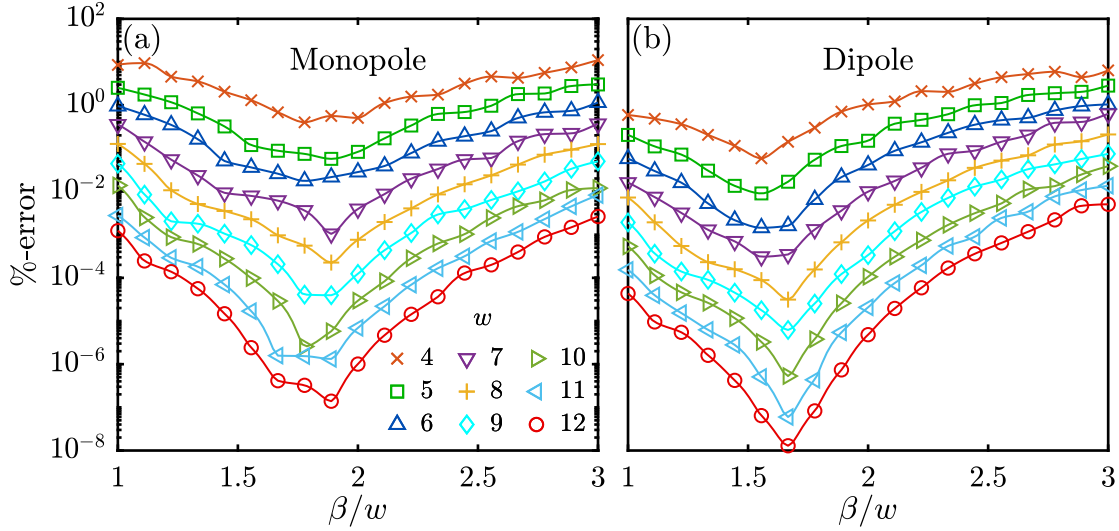 (a)
Monopole
(b)
Dipole
%-error
10^2
10^0
10^−2
10^−4
10^−6
10^−8
w
4 7 10
5 8 11
6 9 12
1 1.5 2 2.5 3
1 1.5 2 2.5 3
β/w
β/w